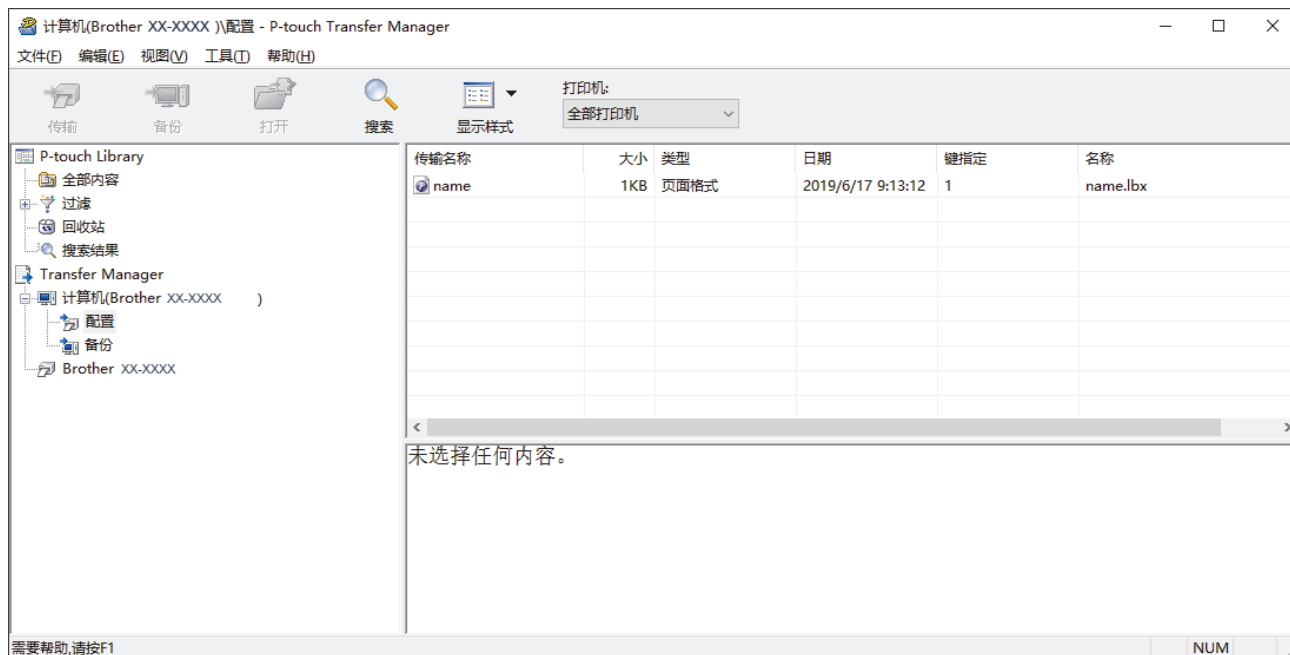 计算机(Brother XX-XXXX )\配置 - P-touch Transfer Manager
文件(F) 编辑(E) 视图(V) 工具(T) 帮助(H)
传输 备份 打开 搜索 显示样式
打印机:
全部打印机
P-touch Library
全部内容
过滤
回收站
搜索结果
Transfer Manager
计算机(Brother XX-XXXX )
配置
备份
Brother XX-XXXX
传输名称 大小 类型 日期 键指定 名称
name 1KB 页面格式 2019/6/17 9:13:12 1 name.lbx
未选择任何内容。
需要帮助,请按F1 NUM